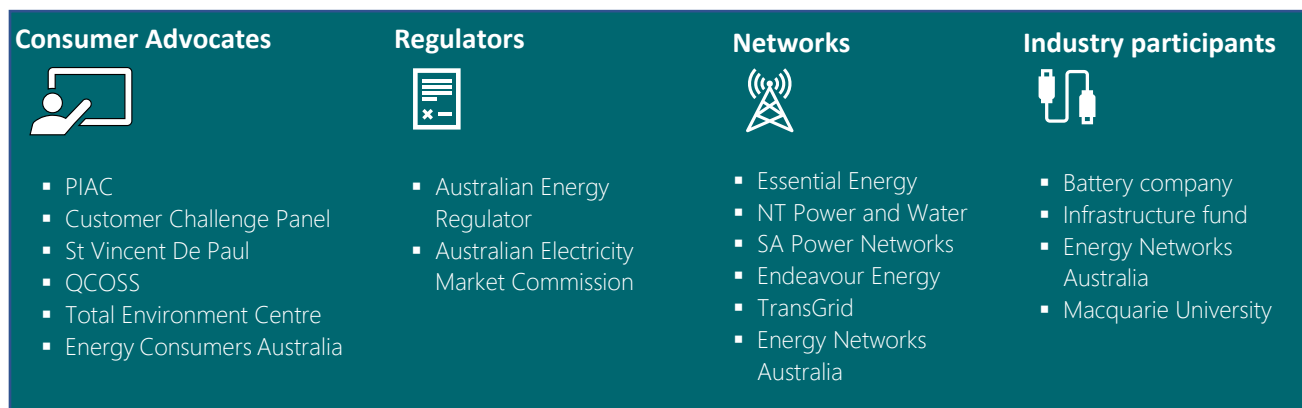 Consumer Advocates
▪ PIAC
▪ Customer Challenge Panel
▪ St Vincent De Paul
▪ QCOSS
▪ Total Environment Centre
▪ Energy Consumers Australia
Regulators
▪ Australian Energy
Regulator
▪ Australian Electricity
Market Commission
Networks
▪ Essential Energy
▪ NT Power and Water
▪ SA Power Networks
▪ Endeavour Energy
▪ TransGrid
▪ Energy Networks
Australia
Industry participants
▪ Battery company
▪ Infrastructure fund
▪ Energy Networks
Australia
▪ Macquarie University